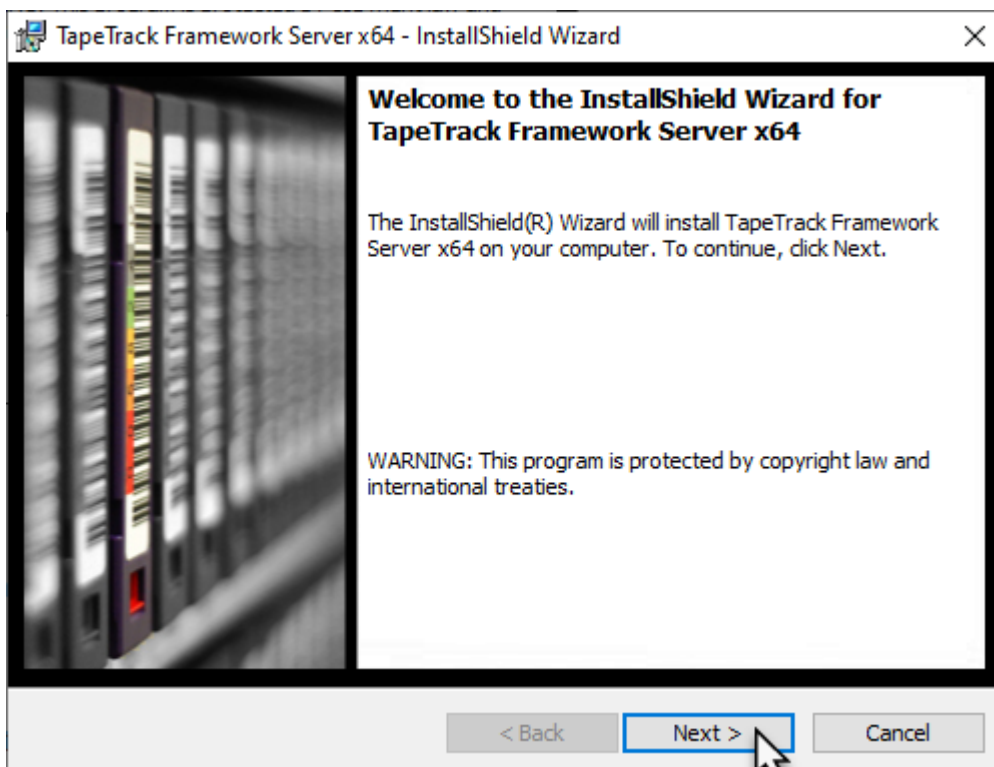 TapeTrack Framework Server x64 - InstallShield Wizard
Welcome to the InstallShield Wizard for
TapeTrack Framework Server x64
The InstallShield(R) Wizard will install TapeTrack Framework
Server x64 on your computer. To continue, click Next.
WARNING: This program is protected by copyright law and
international treaties.
< Back
Next >
Cancel